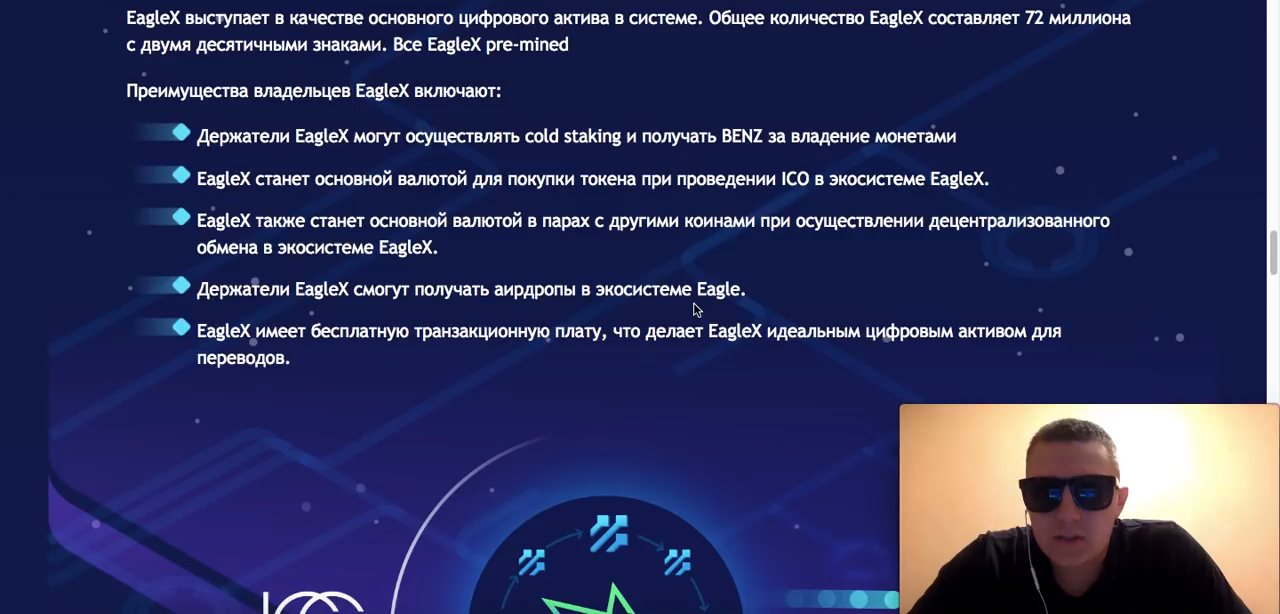 EagleX выступает в качестве основного цифрового актива в системе. Общее количество EagleX составляет 72 миллиона
с двумя десятичными знаками. Все EagleX pre-mined
Преимущества владельцев EagleX включают:
Держатели EagleX могут осуществлять cold staking и получать BENZ за владение монетами
EagleX станет основной валютой для покупки токена при проведении ICO в экосистеме EagleX.
EagleX также станет основной валютой в парах с другими коинами при осуществлении децентрализованного
обмена в экосистеме EagleX.
Держатели EagleX смогут получать аирдропы в экосистеме Eagle.
EagleX имеет бесплатную транзакционную плату, что делает EagleX идеальным цифровым активом для
переводов.